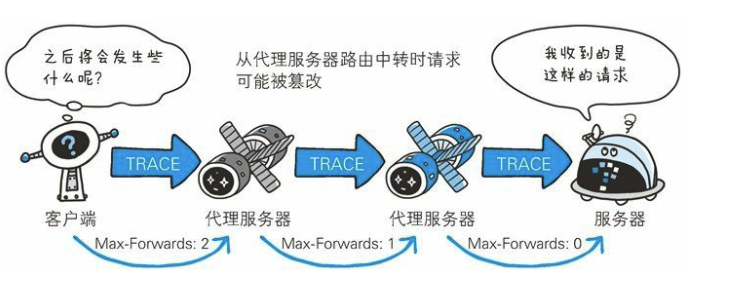 之后将会发生些
什么呢?
从代理服务器路由中转时请求
可能被篡改
我收到的是
这样的请求
TRACE
TRACE
TRACE
客户端
代理服务器
代理服务器
服务器
Max-Forwards: 2
Max-Forwards: 1
Max-Forwards: 0